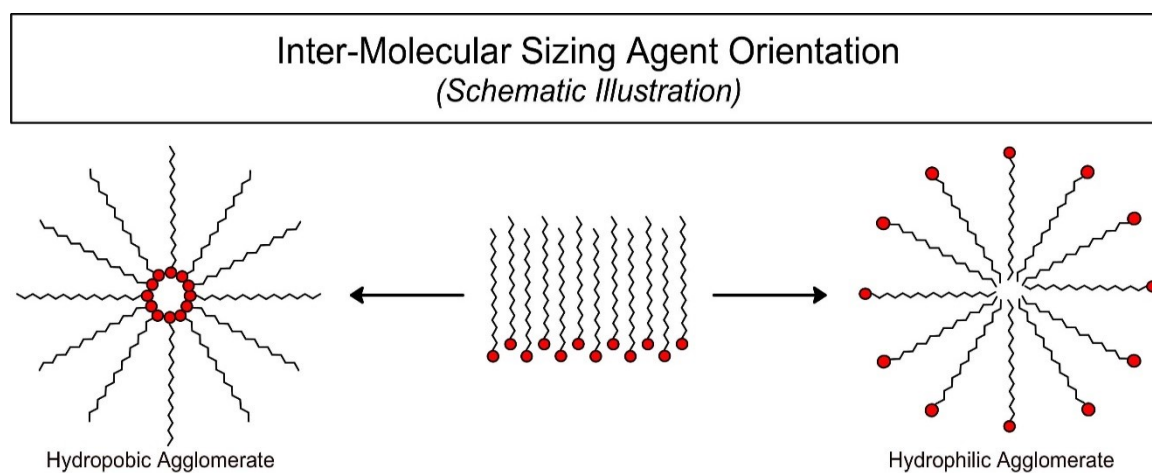 Inter-Molecular Sizing Agent Orientation
(Schematic Illustration)
Hydropobic Agglomerate
Hydrophilic Agglomerate